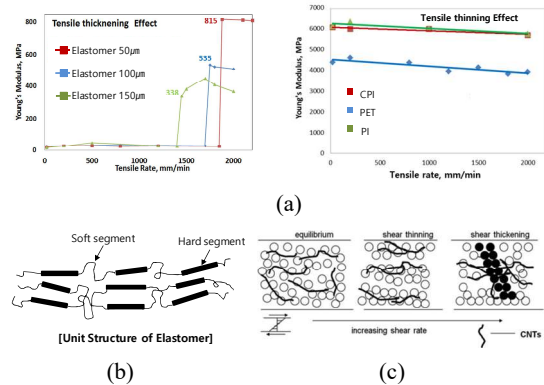 Tensile thickening Effect
Young's Modulus, MPa
800
600
400
200
0
815
555
338
Elastomer 50µm
Elastomer 100µm
Elastomer 150µm
0
500
1000
1500
2000
Tensile Rate, mm/min
Tensile thinning Effect
Young's Modulus, MPa
7000
6000
5000
4000
3000
2000
1000
0
CPI
PET
PI
0
500
1000
1500
2000
Tensile rate, mm/min
(a)
Soft segment
Hard segment
[Unit Structure of Elastomer]
(b)
equilibrium
shear thinning
shear thickening
increasing shear rate
CNTs
(c)